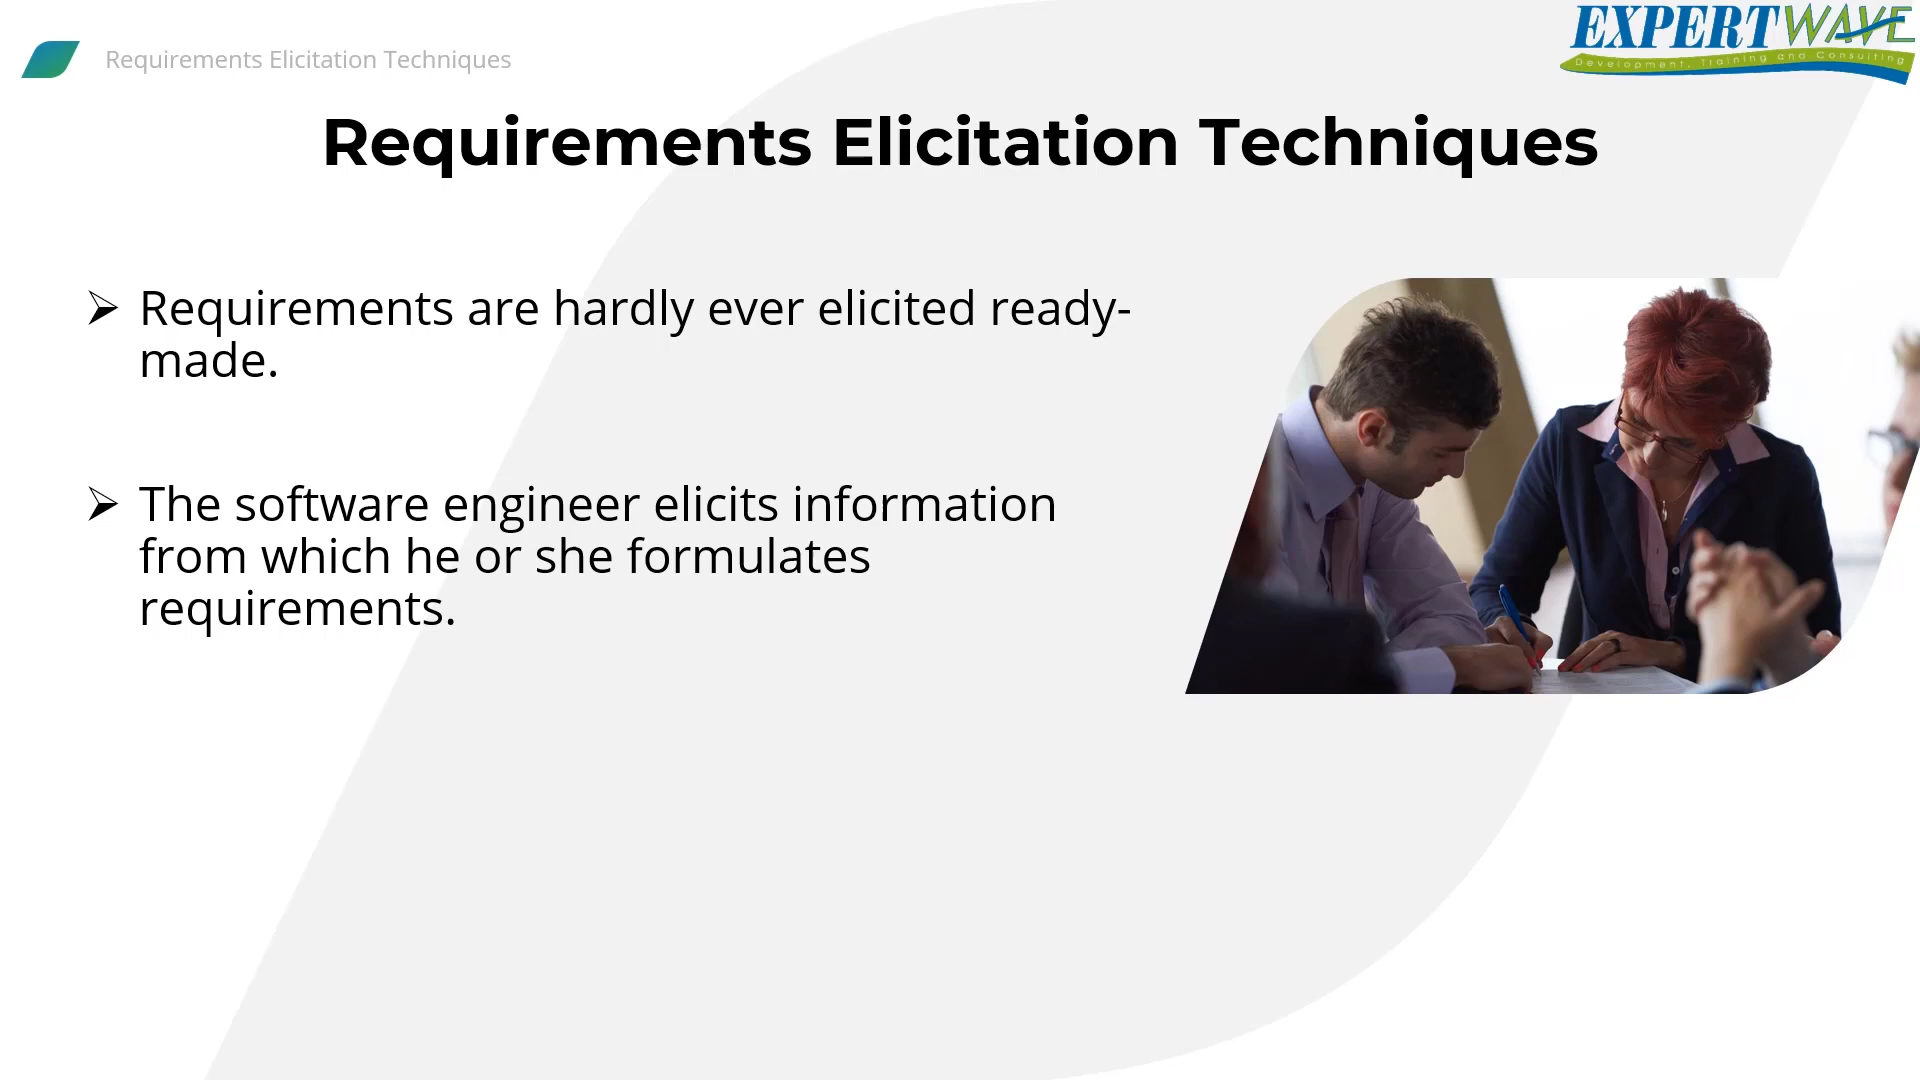 Requirements Elicitation Techniques
EXPERTWAVE
Development, Training and Consulting
Requirements Elicitation Techniques
➢ Requirements are hardly ever elicited ready-
made.
➢ The software engineer elicits information
from which he or she formulates
requirements.